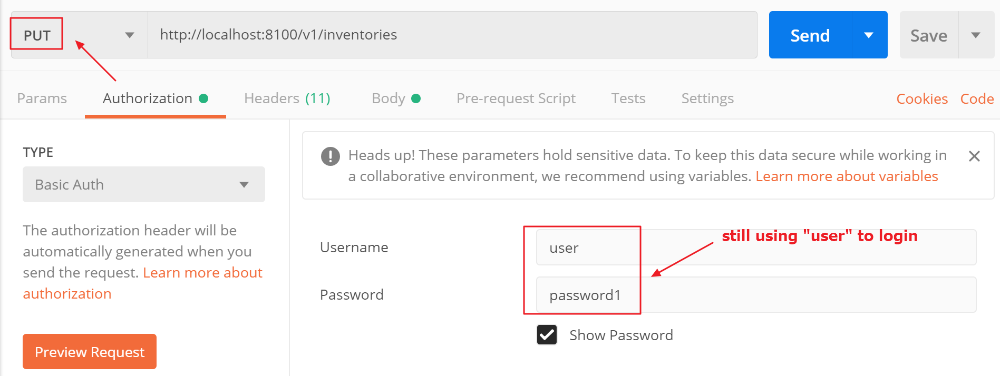 PUT
http://localhost:8100/v1/inventories
Send
Save
Params
Authorization
Headers (11)
Body
Pre-request Script
Tests
Settings
Cookies
Code
TYPE
Basic Auth
The authorization header will be
automatically generated when you
send the request. Learn more about
authorization
Preview Request
Heads up! These parameters hold sensitive data. To keep this data secure while working in
a collaborative environment, we recommend using variables. Learn more about variables
Username
user
still using "user" to login
Password
password1
Show Password